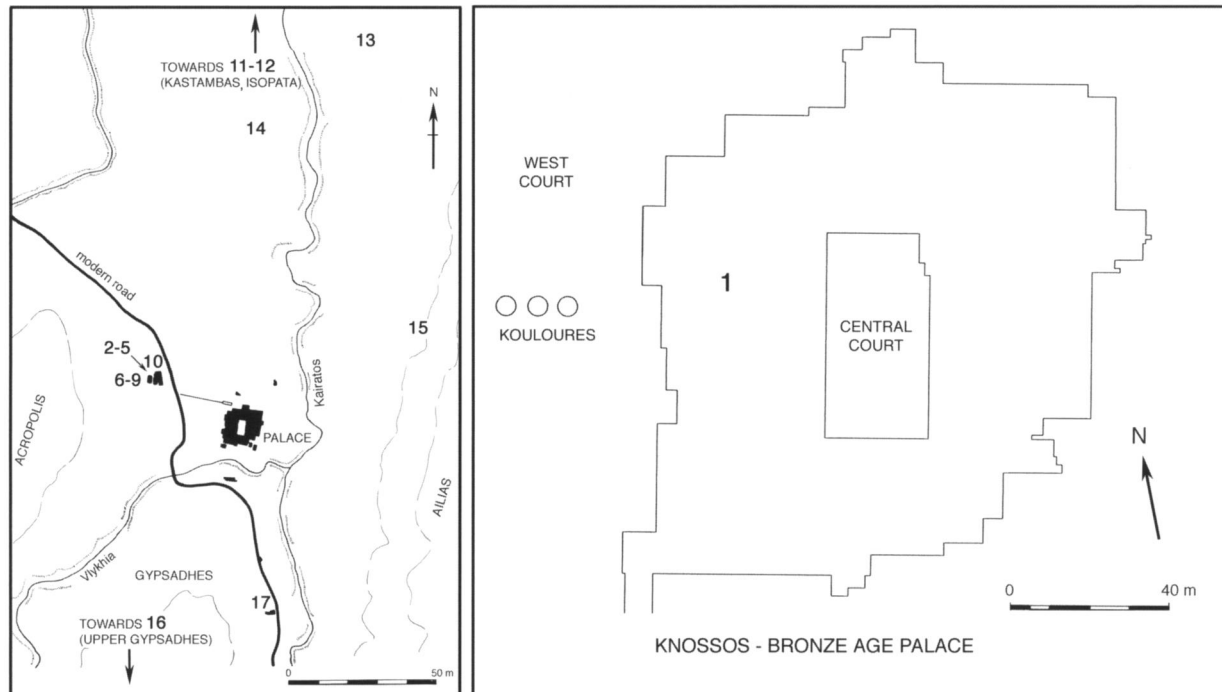 13
TOWARDS 11-12
(KASTAMBAS, ISOPATA)
N
14
modern road
15
2-5
10
6-9
Kairatos
PALACE
ACROPOLIS
AILIAS
Vlykhia
GYPSADHES
17
TOWARDS 16
(UPPER GYPSADHES)
0 50 m
WEST
COURT
1
KOULOURES
CENTRAL
COURT
N
0 40 m
KNOSSOS - BRONZE AGE PALACE